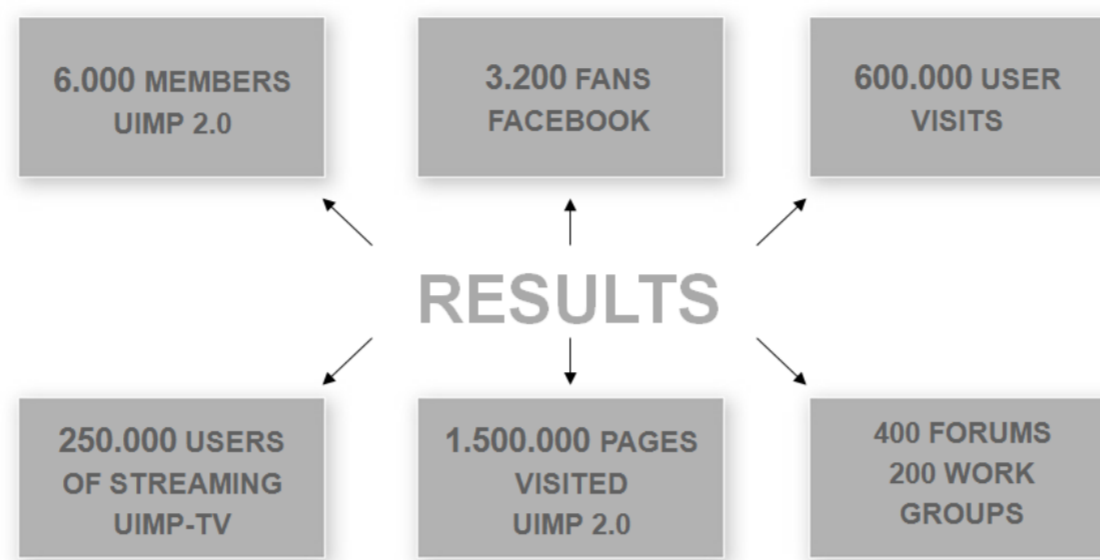 6.000 MEMBERS
UIMP 2.0
3.200 FANS
FACEBOOK
600.000 USER
VISITS
RESULTS
250.000 USERS
OF STREAMING
UIMP-TV
1.500.000 PAGES
VISITED
UIMP 2.0
400 FORUMS
200 WORK
GROUPS